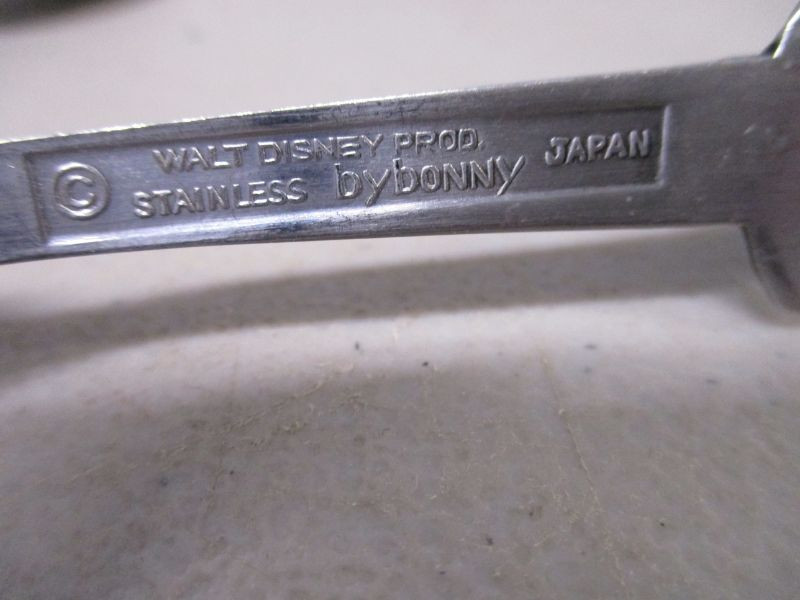 © WALT DISNEY PROD.
STAINLESS bybonny JAPAN